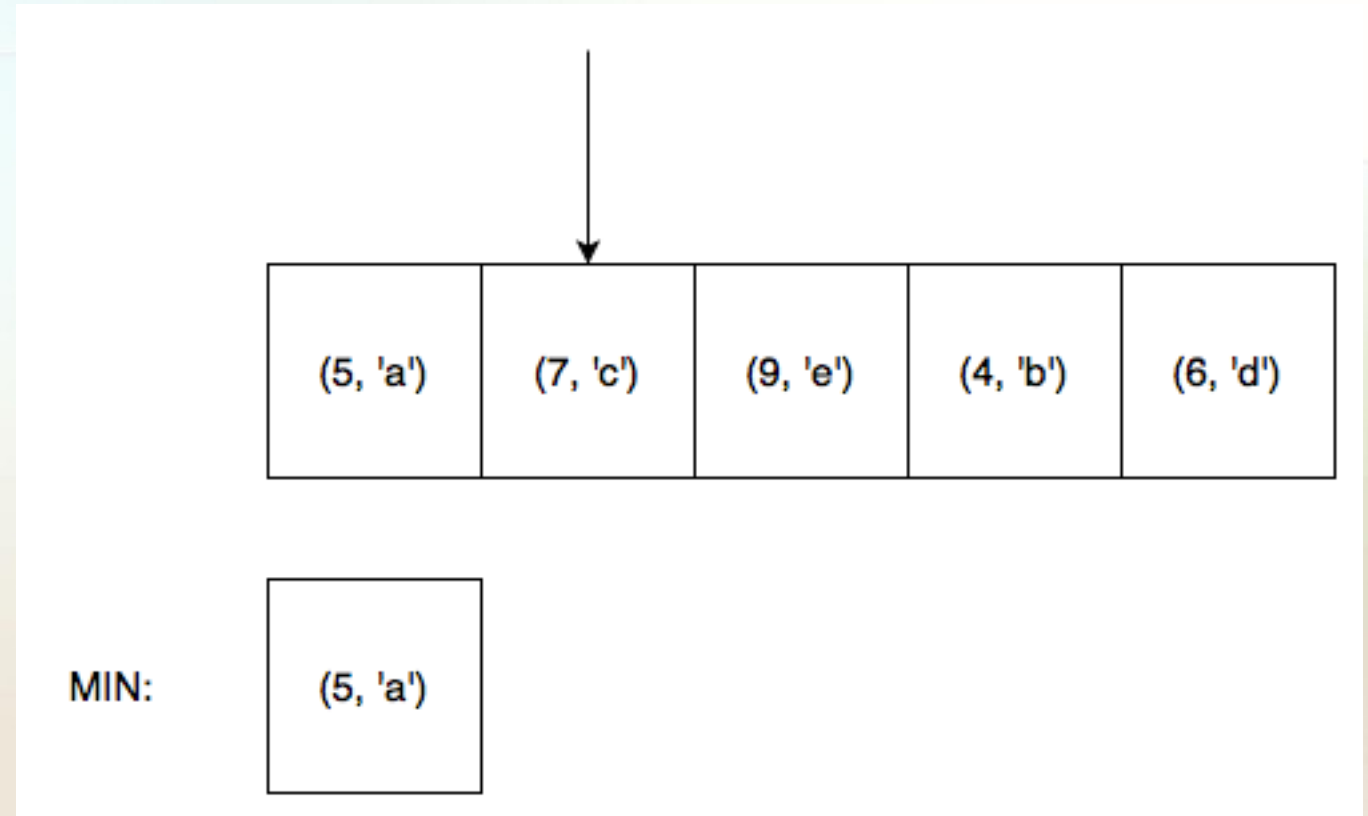 (5, 'a') (7, 'c') (9, 'e') (4, 'b') (6, 'd')
MIN: (5, 'a')